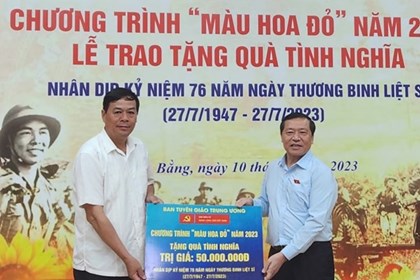 CHƯƠNG TRÌNH “MÀU HOA ĐỎ” NĂM 2
LỄ TRAO TẶNG QUÀ TÌNH NGHĨA
NHÂN DỊP KỶ NIỆM 76 NĂM NGÀY THƯƠNG BINH LIỆT S
(27/7/1947 - 27/7/2023)
Bằng, ngày 10 2023
BAN TUYÊN GIÁO TRUNG ƯƠNG
CHƯƠNG TRÌNH “MÀU HOA ĐỎ” NĂM 2023
TẶNG QUÀ TÌNH NGHĨA
TRỊ GIÁ: 50.000.000Đ
NHÂN DỊP KỶ NIỆM 76 NĂM NGÀY THƯƠNG BINH LIỆT SĨ
(27/7/1947 - 27/7/2023)